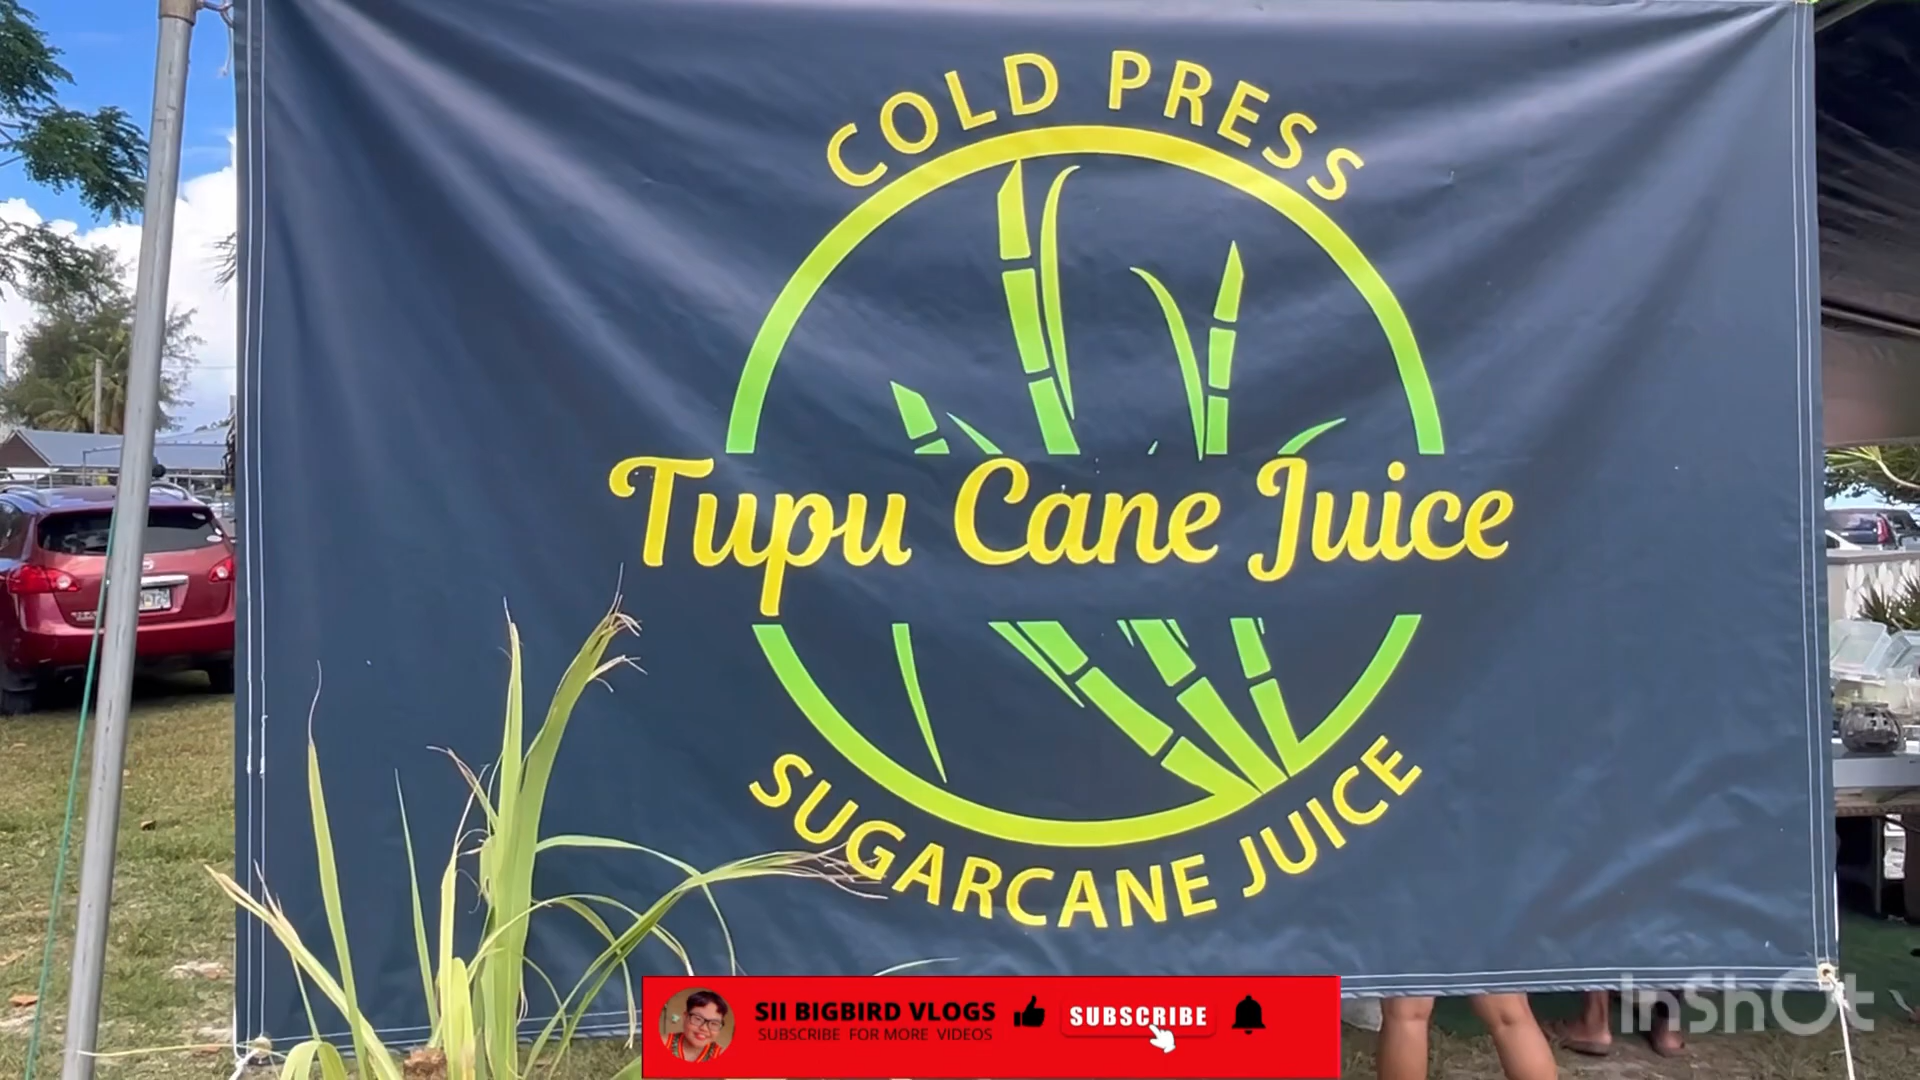 COLD PRESS
Tupu Cane Juice
SUGARCANE JUICE
SII BIGBIRD VLOGS
SUBSCRIBE FOR MORE VIDEOS
SUBSCRIBE
InShOt